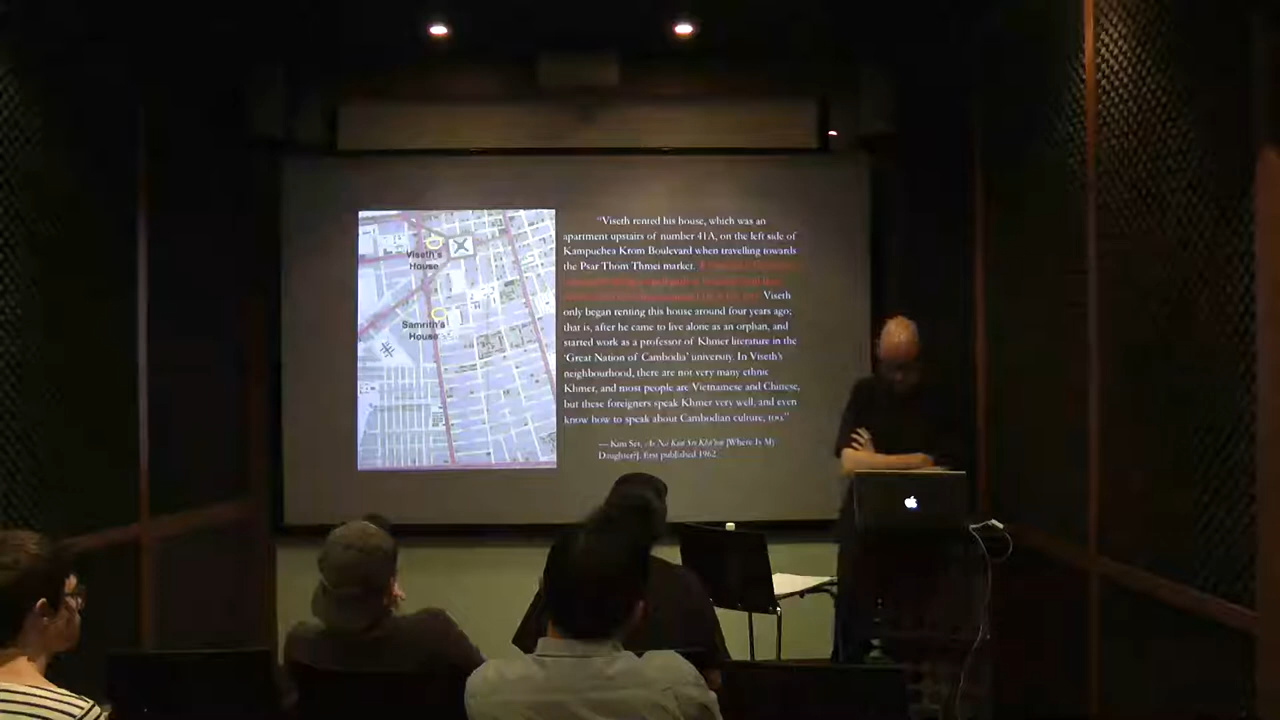 Viseth's
House
Samrith's
House
"Viseth rented his house, which was an
apartment upstairs of number 41A, on the left side of
Kampuchea Krom Boulevard when travelling towards
the Psar Thom Thmei market.
Viseth
only began renting this house around four years ago;
that is, after he came to live alone as an orphan, and
started work as a professor of Khmer literature in the
'Great Nation of Cambodia' university. In Viseth's
neighbourhood, there are not very many ethnic
Khmer, and most people are Vietnamese and Chinese,
but these foreigners speak Khmer very well, and even
know how to speak about Cambodian culture, too."
[Where Is My
Daughter?], first published 1962